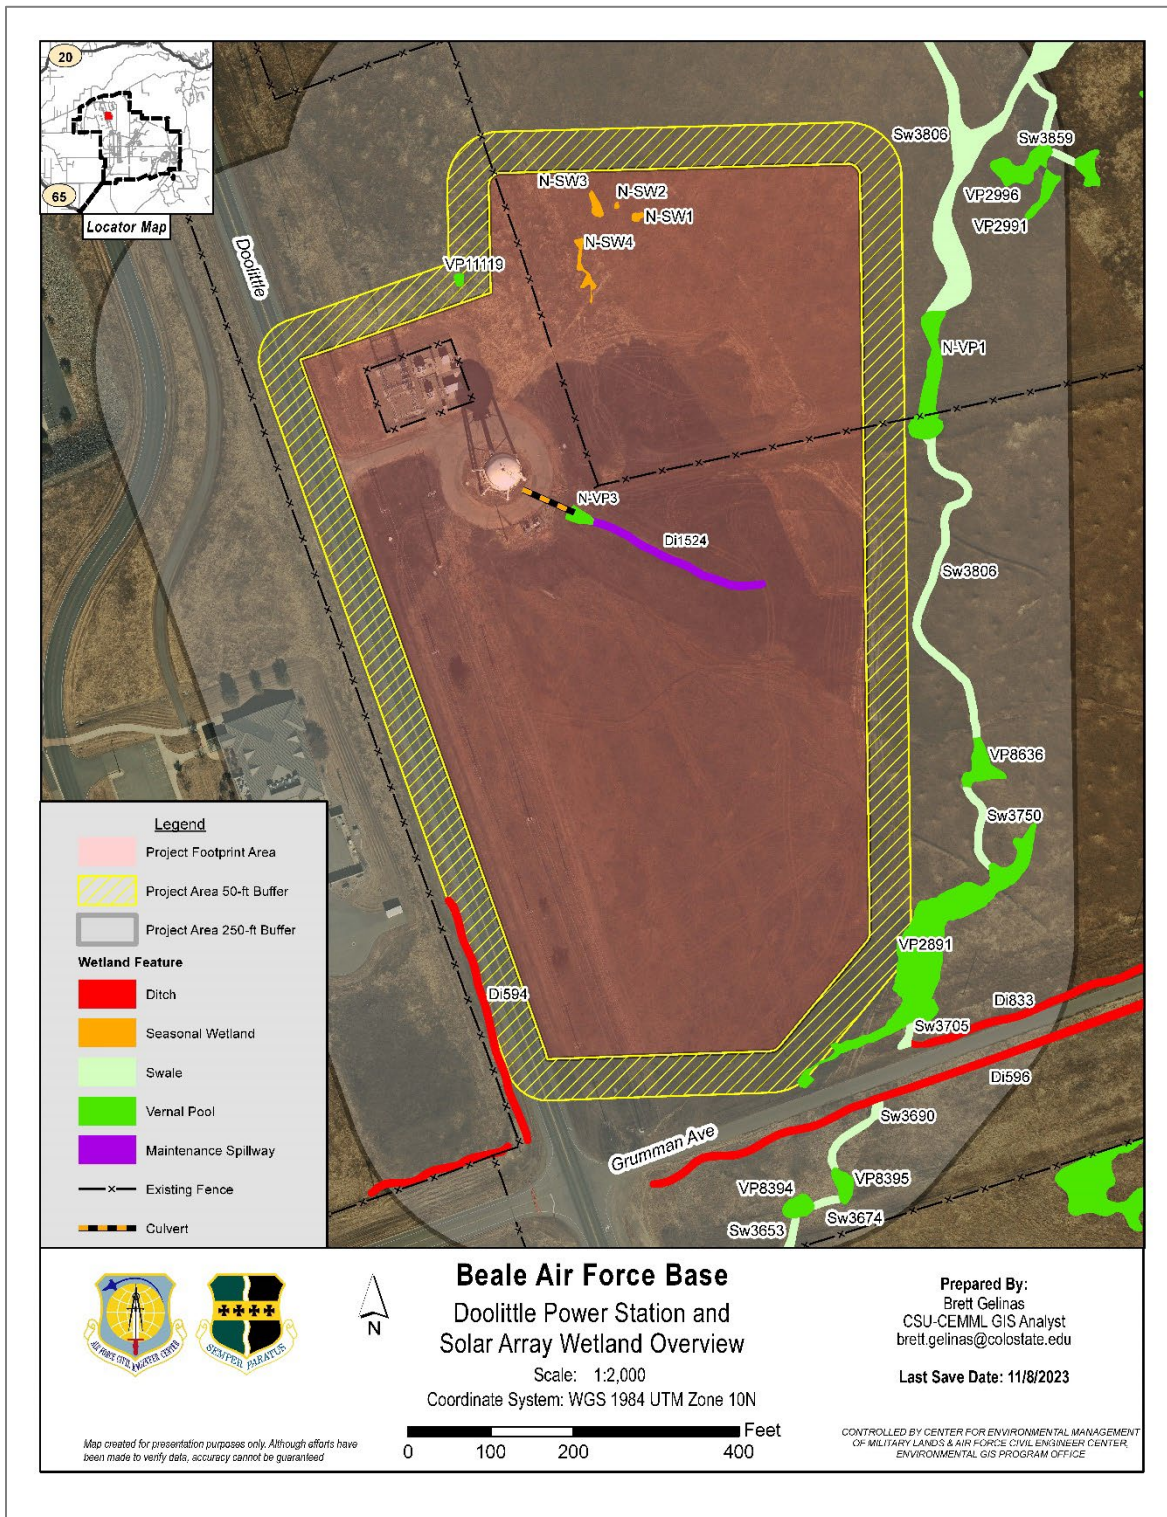 20
65
Locator Map
Doolittle
Sw3806
Sw3859
VP2996
VP2991
N-SW3
N-SW2
N-SW1
N-SW4
VP11119
N-VP1
N-VP3
Di1524
Sw3806
VP8636
Sw3750
VP2891
Di594
Di833
Sw3705
Di596
Sw3690
Grumman Ave
VP8394
VP8395
Sw3674
Sw3653
Legend
Project Footprint Area
Project Area 50-ft Buffer
Project Area 250-ft Buffer
Wetland Feature
Ditch
Seasonal Wetland
Swale
Vernal Pool
Maintenance Spillway
Existing Fence
Culvert
AIR FORCE CIVIL ENGINEER CENTER
SEMPER PARATUS
N
Beale Air Force Base
Doolittle Power Station and
Solar Array Wetland Overview
Scale: 1:2,000
Coordinate System: WGS 1984 UTM Zone 10N
Feet
0 100 200 400
Prepared By:
Brett Gelinas
CSU-CEMML GIS Analyst
brett.gelinas@colostate.edu
Last Save Date: 11/8/2023
Map created for presentation purposes only. Although efforts have
been made to verify data, accuracy cannot be guaranteed
CONTROLLED BY CENTER FOR ENVIRONMENTAL MANAGEMENT
OF MILITARY LANDS & AIR FORCE CIVIL ENGINEER CENTER,
ENVIRONMENTAL GIS PROGRAM OFFICE